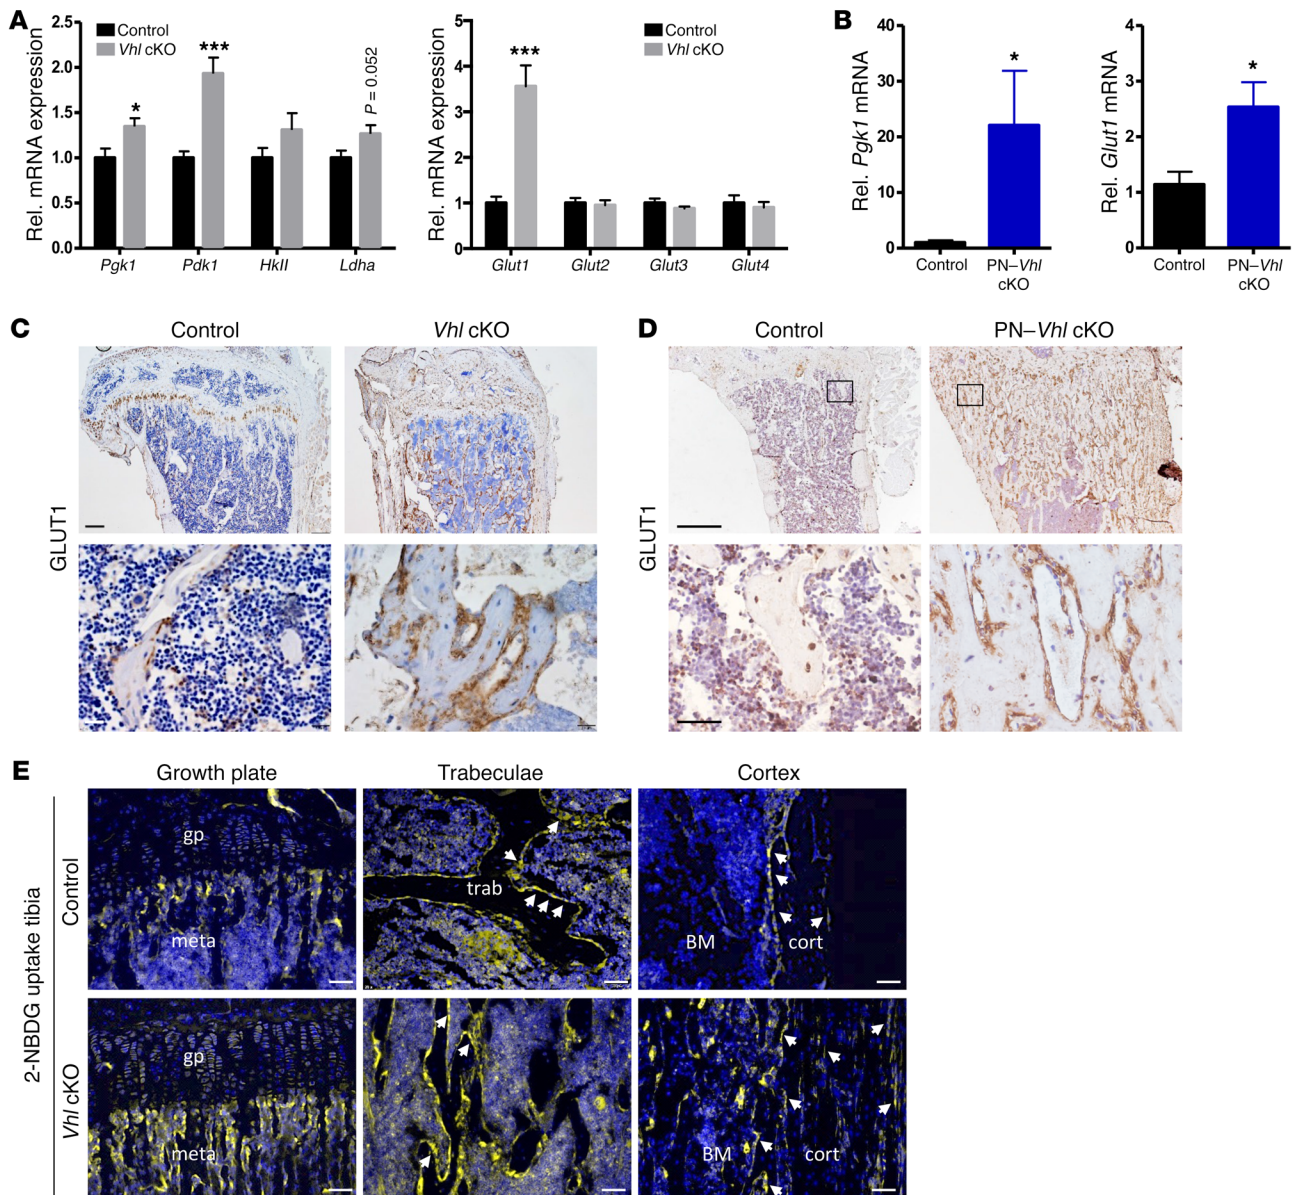 A
Rel. mRNA expression
2.5
2.0
1.5
1.0
0.5
0.0
Control
Vhl cKO
*
***
P = 0.052
Pgk1
Pdk1
HkII
Ldha
Rel. mRNA expression
5
4
3
2
1
0
Control
Vhl cKO
***
Glut1
Glut2
Glut3
Glut4
B
Rel. Pgk1 mRNA
40
30
20
10
0
*
Control
PN–Vhl
cKO
Rel. Glut1 mRNA
4
3
2
1
0
*
Control
PN–Vhl
cKO
C
Control
Vhl cKO
GLUT1
D
Control
PN–Vhl cKO
GLUT1
E
Growth plate
Trabeculae
Cortex
2-NBDG uptake tibia
Control
gp
meta
trab
BM
cort
Vhl cKO
gp
meta
BM
cort